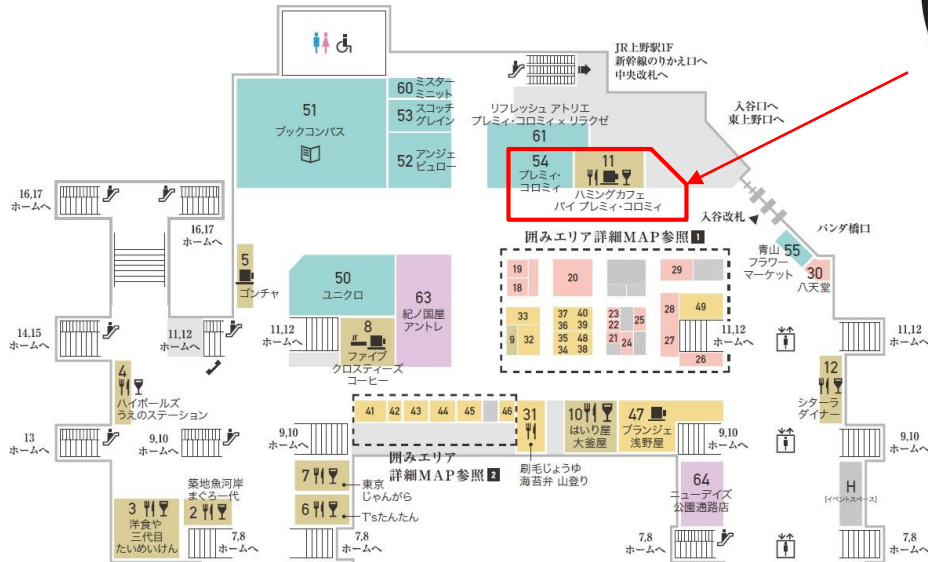 JR上野駅1F
新幹線のりかえ口へ
中央改札へ
入谷口へ
東上野口へ
60 ミスター
ミニット
51
ブックコンパス
53 スコッチ
グレイン
52 アンジェ
ビュロー
リフレッシュ アトリエ
プレミィ・コロミィ × リラクゼ
61
54
プレミィ・
コロミィ
11
ハミングカフェ
バイ プレミィ・コロミィ
16,17
ホームへ
16,17
ホームへ
入谷改札
パンダ橋口
囲みエリア詳細MAP参照 1
55
青山
フラワー
マーケット
30
八天堂
5
ゴンチャ
50
ユニクロ
63
紀ノ国屋
アントレ
19
18
20
29
33
9
32
37 40
36 39
35 48
34 38
23
22
21
24
25
28
27
49
26
11,12
ホームへ
14,15
ホームへ
11,12
ホームへ
11,12
ホームへ
8
ファイブ
クロスティーズ
コーヒー
11,12
ホームへ
4
ハイボールズ
うえのステーション
12
シターラ
ダイナー
41
42
43
44
45
46
31
刷毛じょうゆ
海苔弁 山登り
10
はいり屋
大釜屋
47
ブランジェ
浅野屋
13
ホームへ
9,10
ホームへ
9,10
ホームへ
囲みエリア
詳細MAP参照 2
9,10
ホームへ
9,10
ホームへ
7
東京
じゃんがら
6
T'sたんたん
64
ニューデイズ
公園通路店
H
[イベントスペース]
築地魚河岸
まぐろ一代
2
3
洋食や
三代目
たいめいけん
7,8
ホームへ
7,8
ホームへ
7,8
ホームへ
7,8
ホームへ